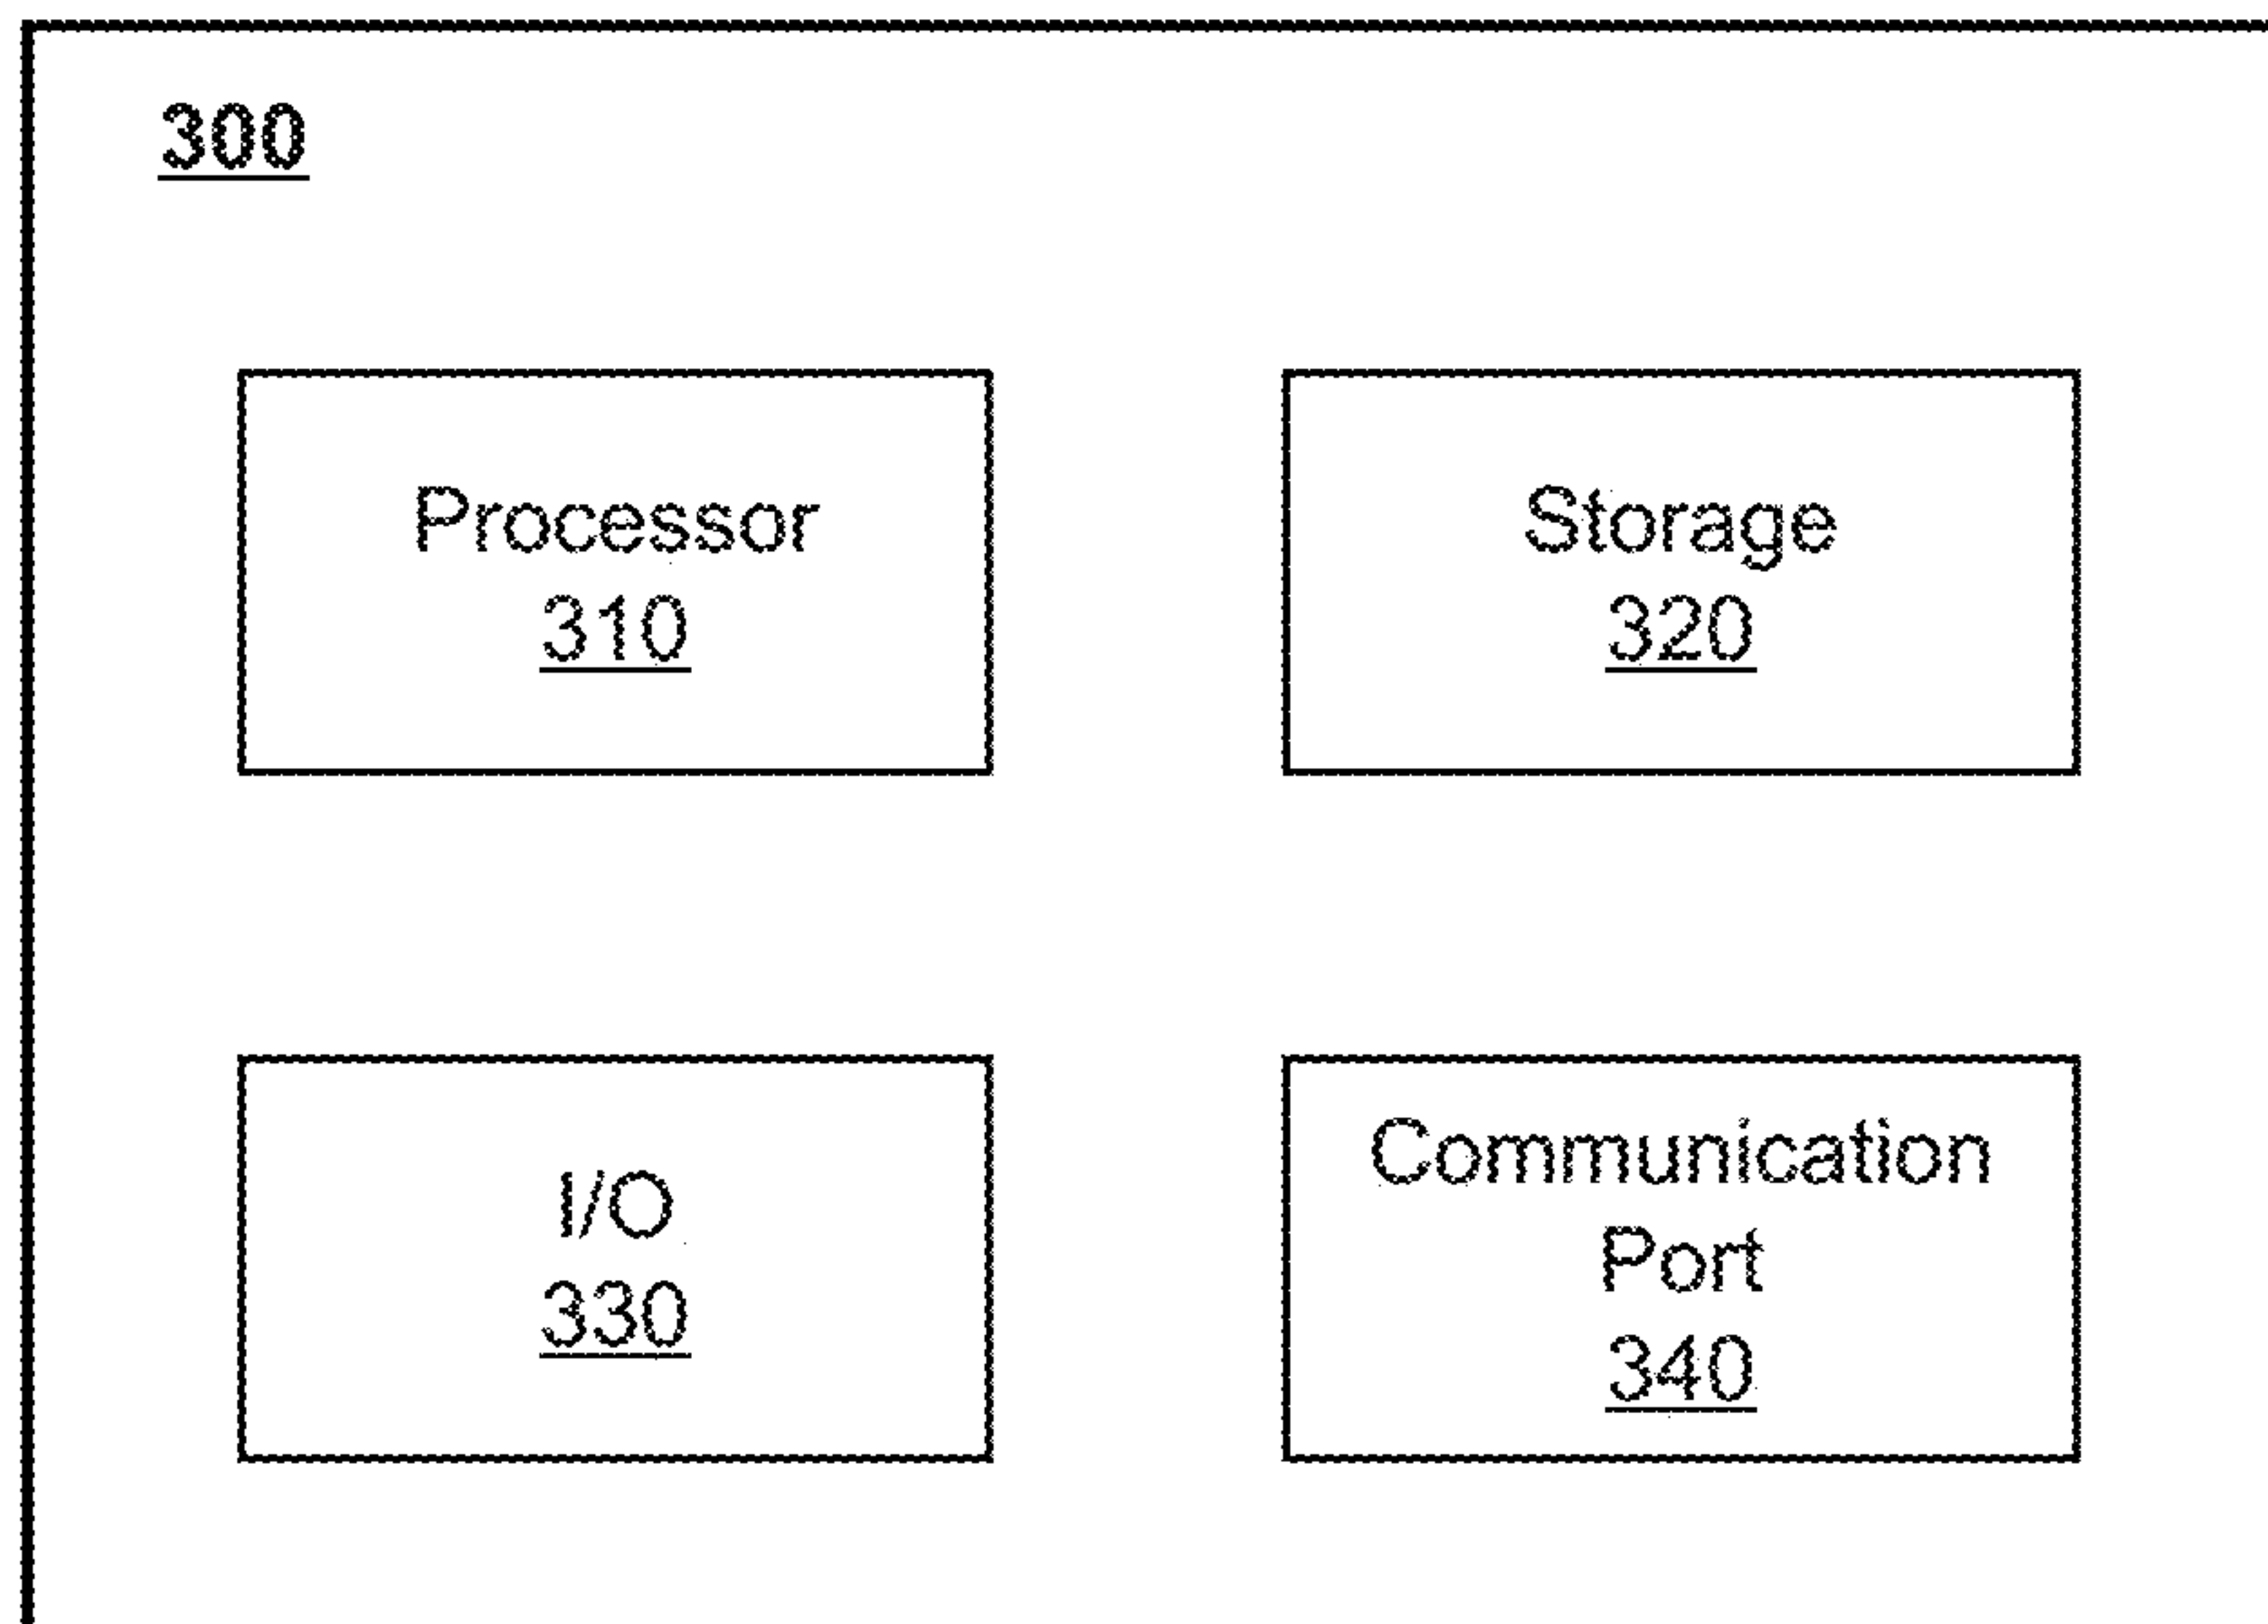 300
Processor
310
Storage
320
I/O
330
Communication
Port
340